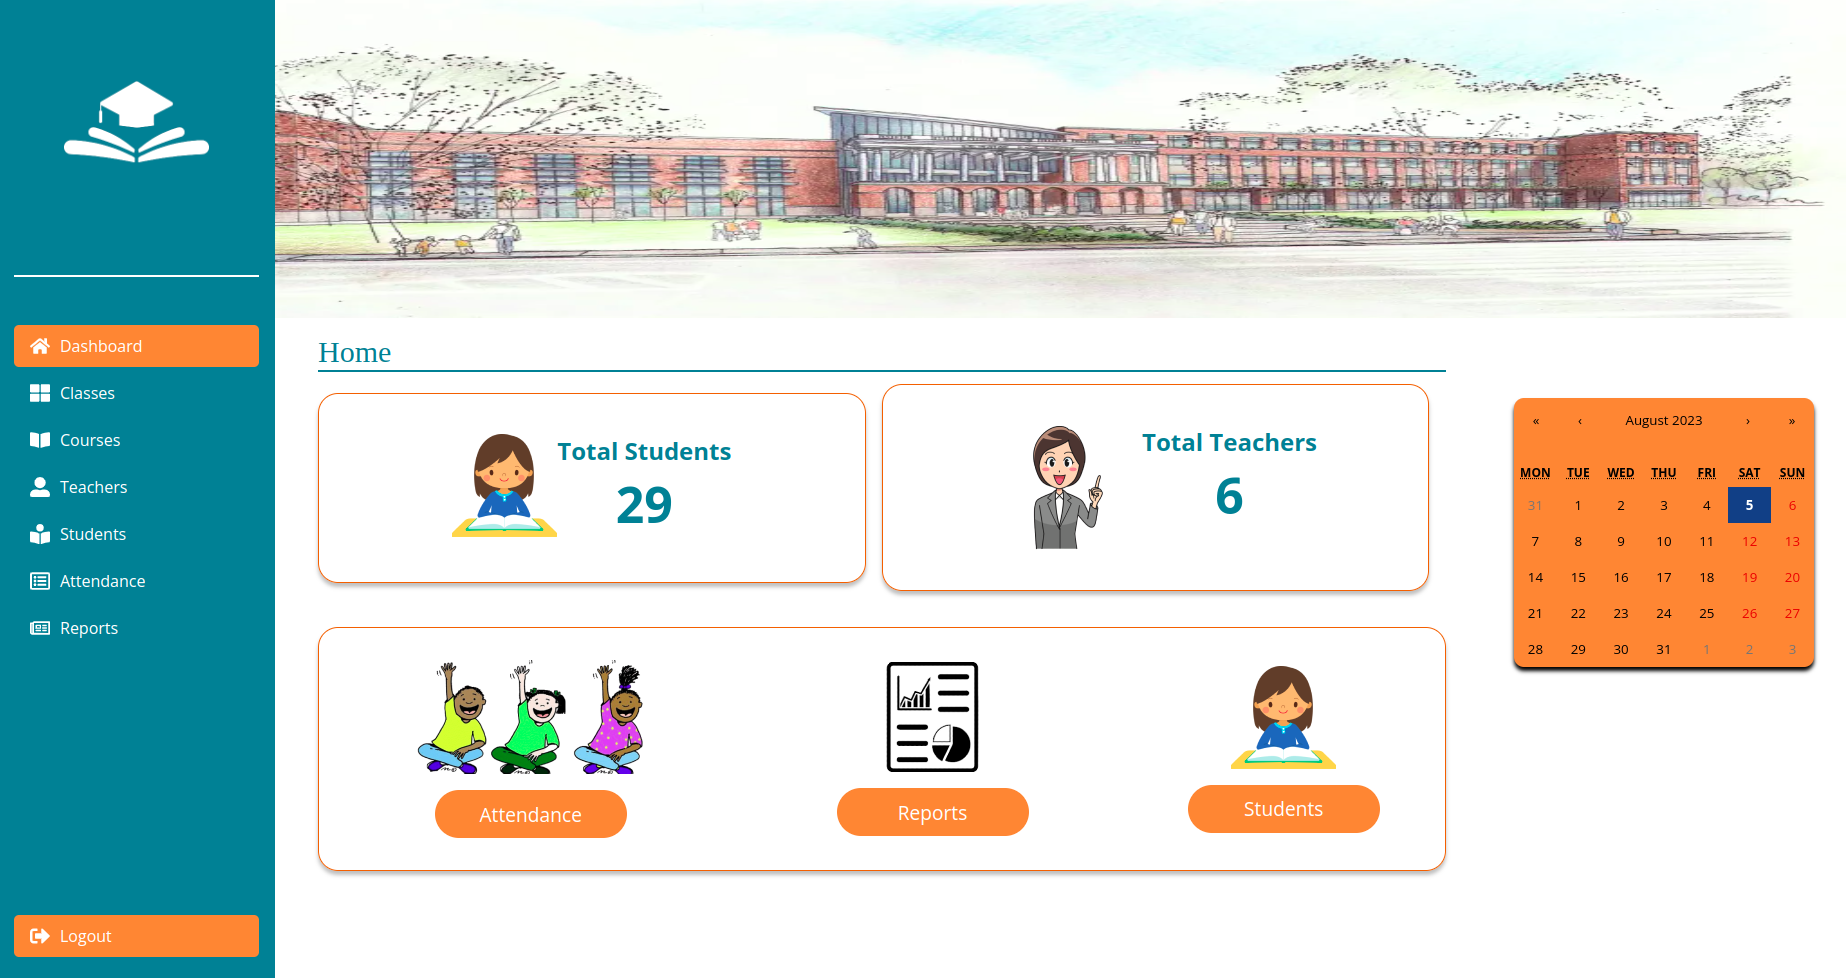 Dashboard
Classes
Courses
Teachers
Students
Attendance
Reports
Logout
Home
Total Students
29
Total Teachers
6
Attendance
Reports
Students
« ‹ August 2023 › »
MON TUE WED THU FRI SAT SUN
31 1 2 3 4 5 6
7 8 9 10 11 12 13
14 15 16 17 18 19 20
21 22 23 24 25 26 27
28 29 30 31 1 2 3